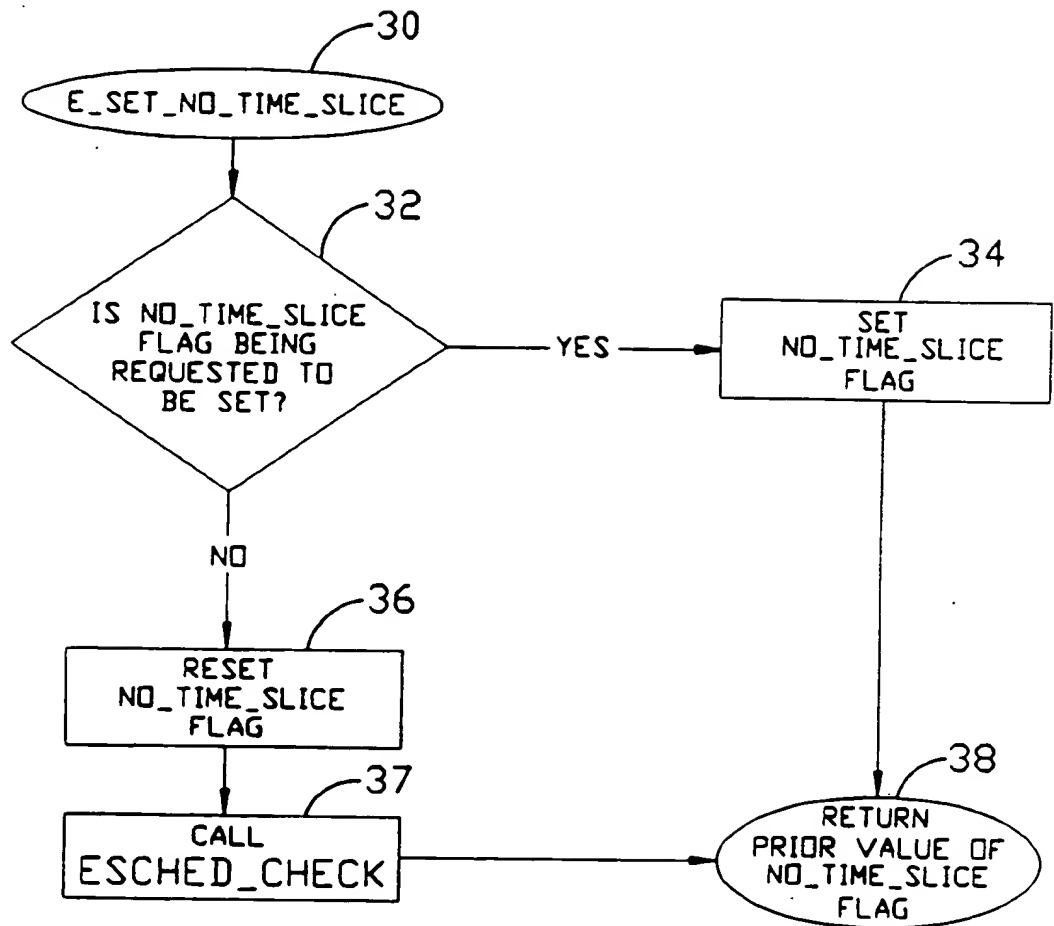 30
E_SET_NO_TIME_SLICE
32
IS NO_TIME_SLICE
FLAG BEING
REQUESTED TO
BE SET?
YES
34
SET
NO_TIME_SLICE
FLAG
NO
36
RESET
NO_TIME_SLICE
FLAG
37
CALL
ESCHED_CHECK
38
RETURN
PRIOR VALUE OF
NO_TIME_SLICE
FLAG